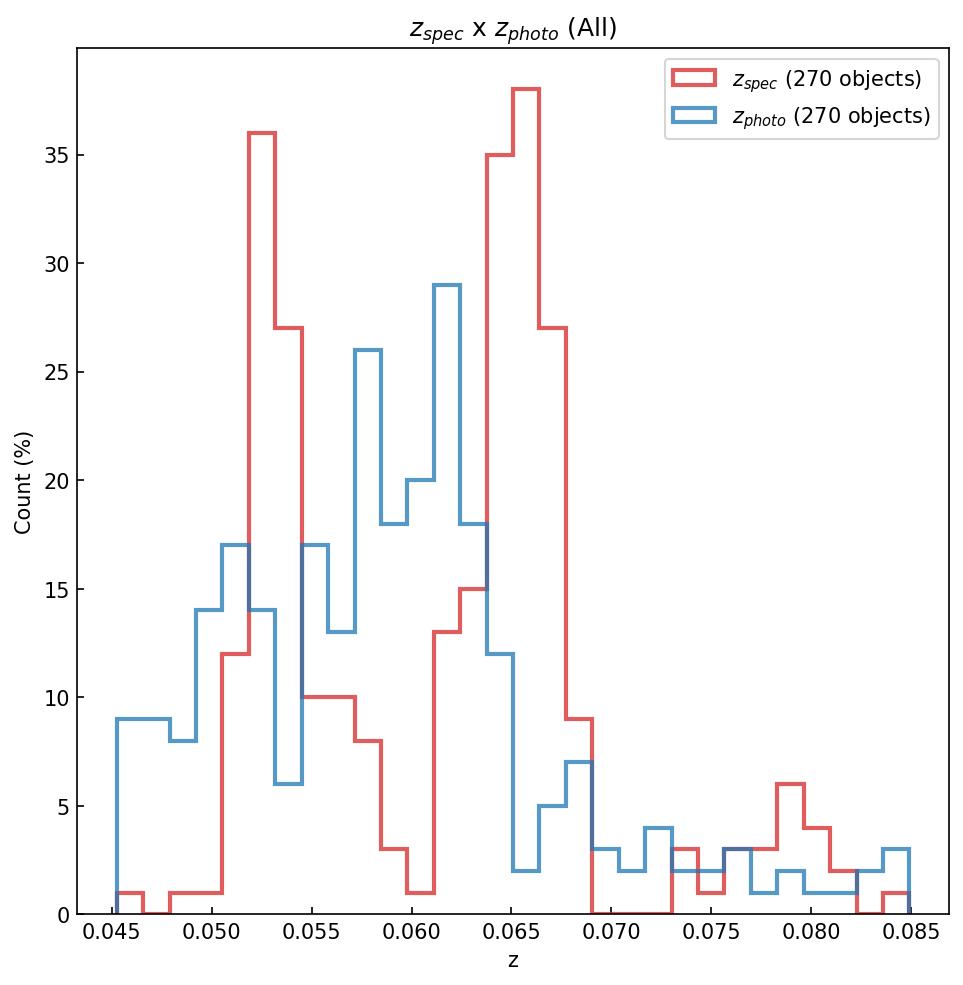 z_spec x z_photo (All)
z_spec (270 objects)
z_photo (270 objects)
Count (%)
35
30
25
20
15
10
5
0
0.045 0.050 0.055 0.060 0.065 0.070 0.075 0.080 0.085
z